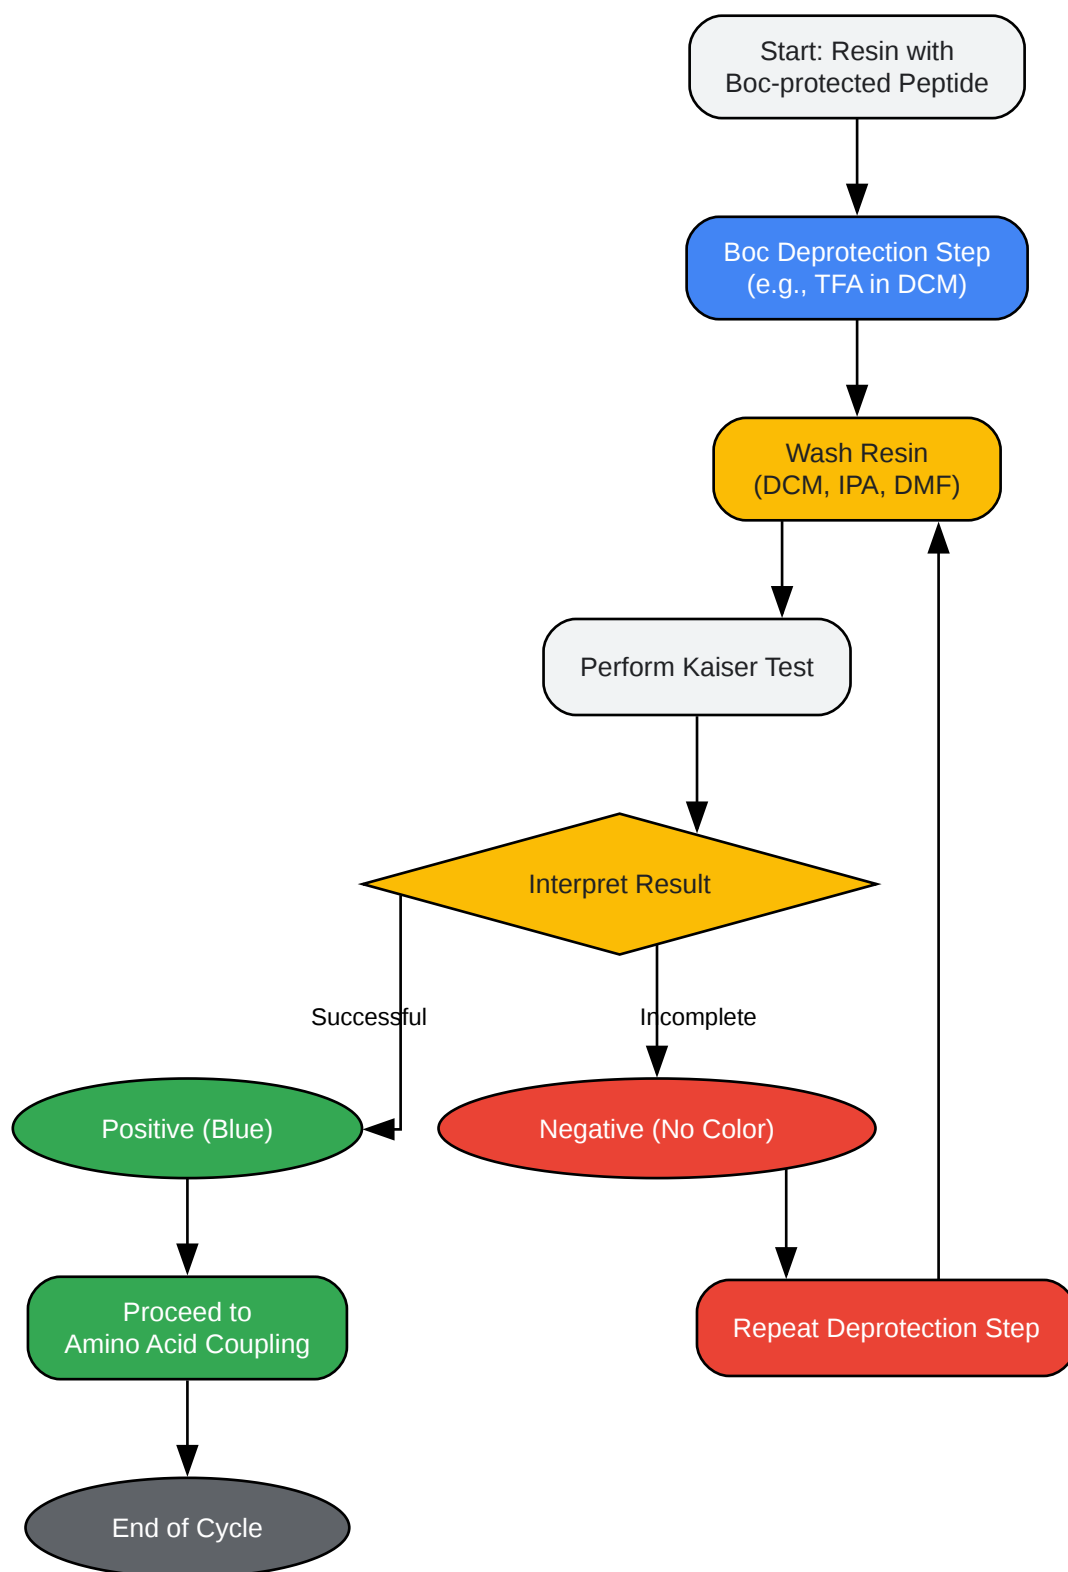 Start: Resin with
Boc-protected Peptide
Boc Deprotection Step
(e.g., TFA in DCM)
Wash Resin
(DCM, IPA, DMF)
Perform Kaiser Test
Interpret Result
Successful
Incomplete
Positive (Blue)
Negative (No Color)
Proceed to
Amino Acid Coupling
Repeat Deprotection Step
End of Cycle